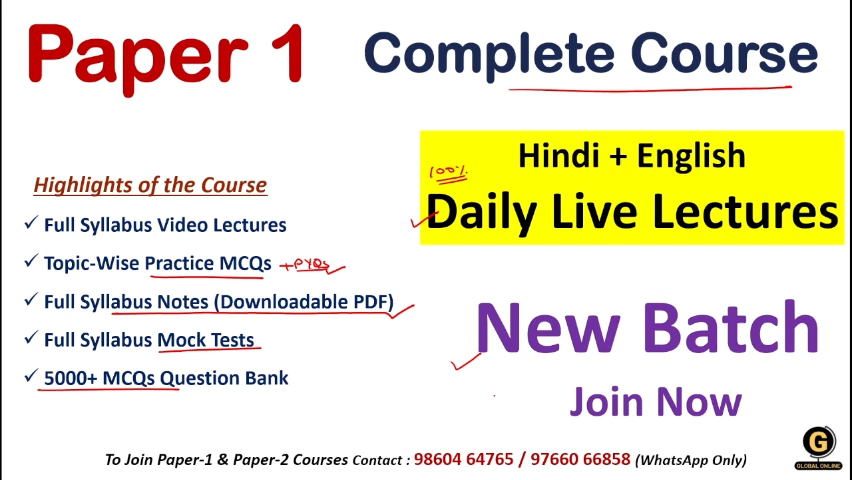 Paper 1
Complete Course
Hindi + English
100%
Daily Live Lectures
Highlights of the Course
✓ Full Syllabus Video Lectures
✓ Topic-Wise Practice MCQs +PYQs
✓ Full Syllabus Notes (Downloadable PDF)
✓ Full Syllabus Mock Tests
✓ 5000+ MCQs Question Bank
New Batch
Join Now
To Join Paper-1 & Paper-2 Courses Contact : 98604 64765 / 97660 66858 (WhatsApp Only)
G
GLOBAL ONLINE